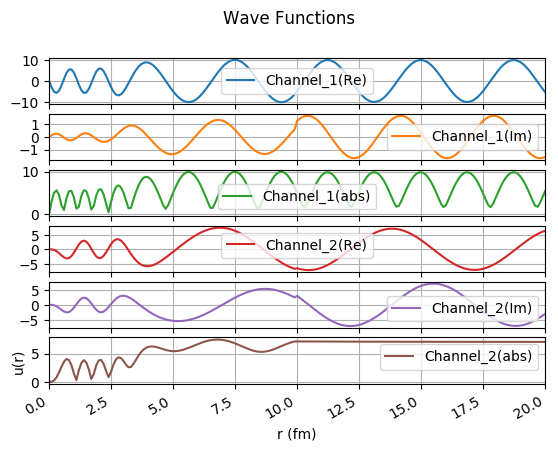 Wave Functions
10
0
−10
Channel_1(Re)
1
0
−1
Channel_1(Im)
10
0
Channel_1(abs)
5
0
−5
Channel_2(Re)
5
0
−5
Channel_2(Im)
5
0
Channel_2(abs)
u(r)
0.0 2.5 5.0 7.5 10.0 12.5 15.0 17.5 20.0
r (fm)